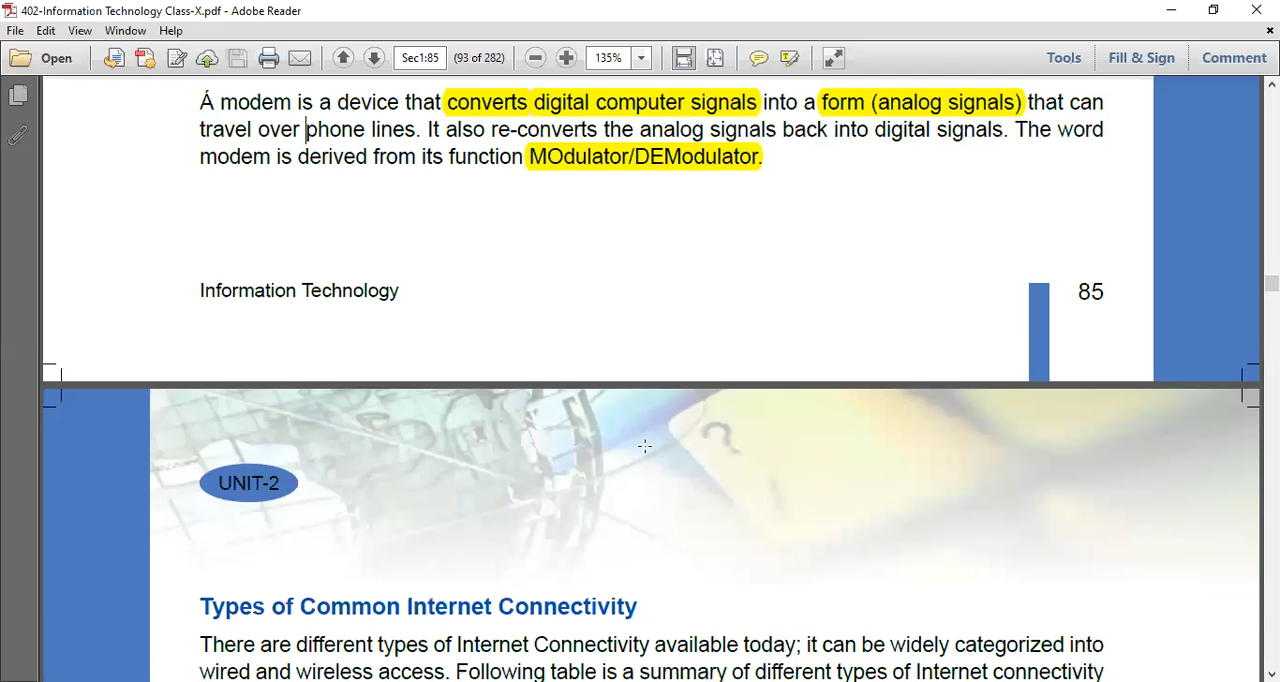 402-Information Technology Class-X.pdf - Adobe Reader
File Edit View Window Help
Open Sec1:85 (93 of 282) 135% Tools Fill & Sign Comment
Á modem is a device that converts digital computer signals into a form (analog signals) that can
travel over phone lines. It also re-converts the analog signals back into digital signals. The word
modem is derived from its function MOdulator/DEModulator.
Information Technology 85
UNIT-2
Types of Common Internet Connectivity
There are different types of Internet Connectivity available today; it can be widely categorized into
wired and wireless access. Following table is a summary of different types of Internet connectivity